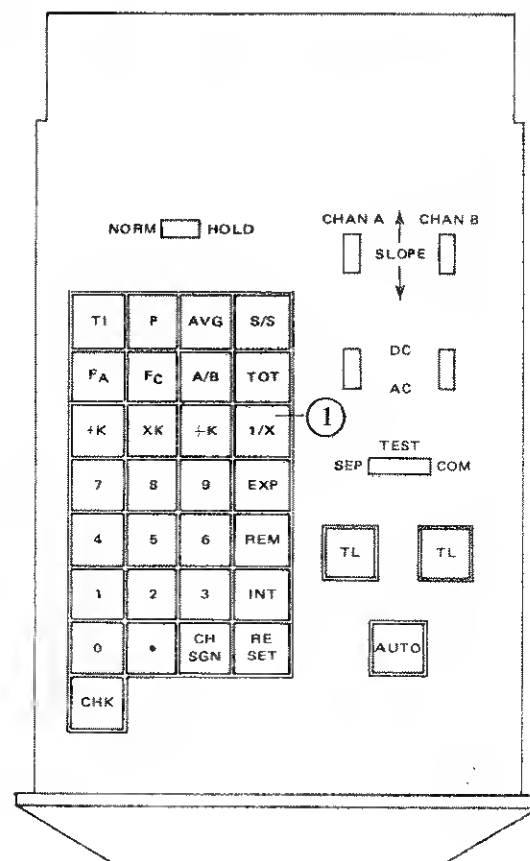 NORM HOLD
CHAN A CHAN B
SLOPE
TI P AVG S/S
FA FC A/B TOT
+K XK ÷K 1/X
1
DC
AC
TEST
SEP COM
7 8 9 EXP
4 5 6 REM
1 2 3 INT
0 • CH SGN RE SET
CHK
TL TL
AUTO